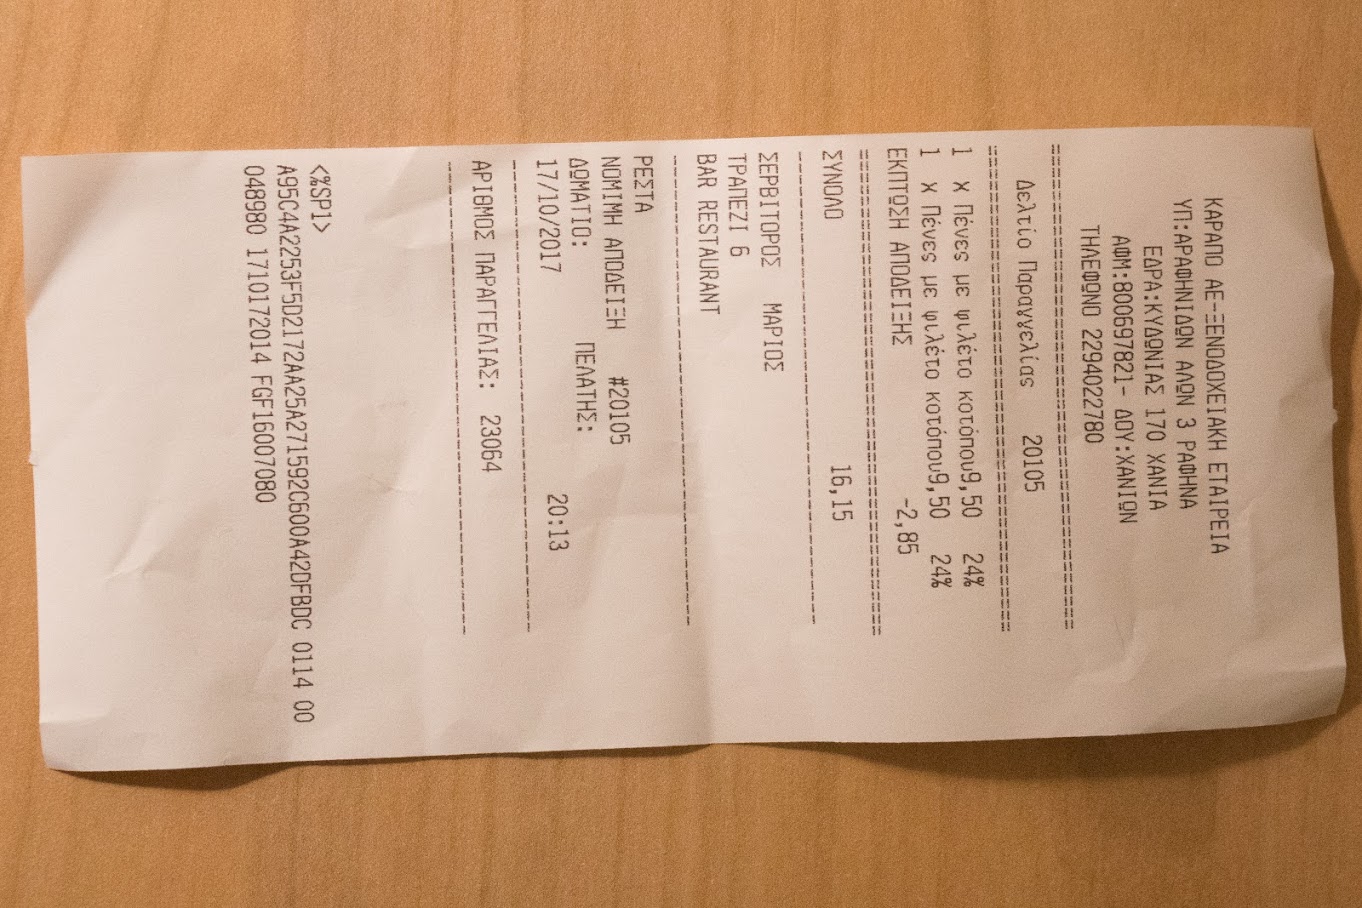 ΚΑΡΑΠΟ ΑΕ-ΞΕΝΟΔΟΧΕΙΑΚΗ ΕΤΑΙΡΕΙΑ
ΥΠ:ΑΡΑΦΗΝΙΔΩΝ ΑΛΩΝ 3 ΡΑΦΗΝΑ
ΕΔΡΑ:ΚΥΔΩΝΙΑΣ 170 ΧΑΝΙΑ
ΑΦΜ:800697821- ΔΟΥ:ΧΑΝΙΩΝ
ΤΗΛΕΦΩΝΟ 2294022780
Δελτίο Παραγγελίας 20105
1 X Πένες με φιλέτο κοτόπου9,50 24%
1 X Πένες με φιλέτο κοτόπου9,50 24%
ΕΚΠΤΩΣΗ ΑΠΟΔΕΙΞΗΣ -2,85
ΣΥΝΟΛΟ 16,15
ΣΕΡΒΙΤΟΡΟΣ ΜΑΡΙΟΣ
ΤΡΑΠΕΖΙ 6
BAR RESTAURANT
ΡΕΣΤΑ
ΝΟΜΙΜΗ ΑΠΟΔΕΙΞΗ #20105
ΔΩΜΑΤΙΟ: ΠΕΛΑΤΗΣ:
17/10/2017 20:13
ΑΡΙΘΜΟΣ ΠΑΡΑΓΓΕΛΙΑΣ: 23064
<%SP1>
A95C4A2253F5D2172AA25A271592C600A42DFBDC 0114 00
048980 1710172014 FGF16007080